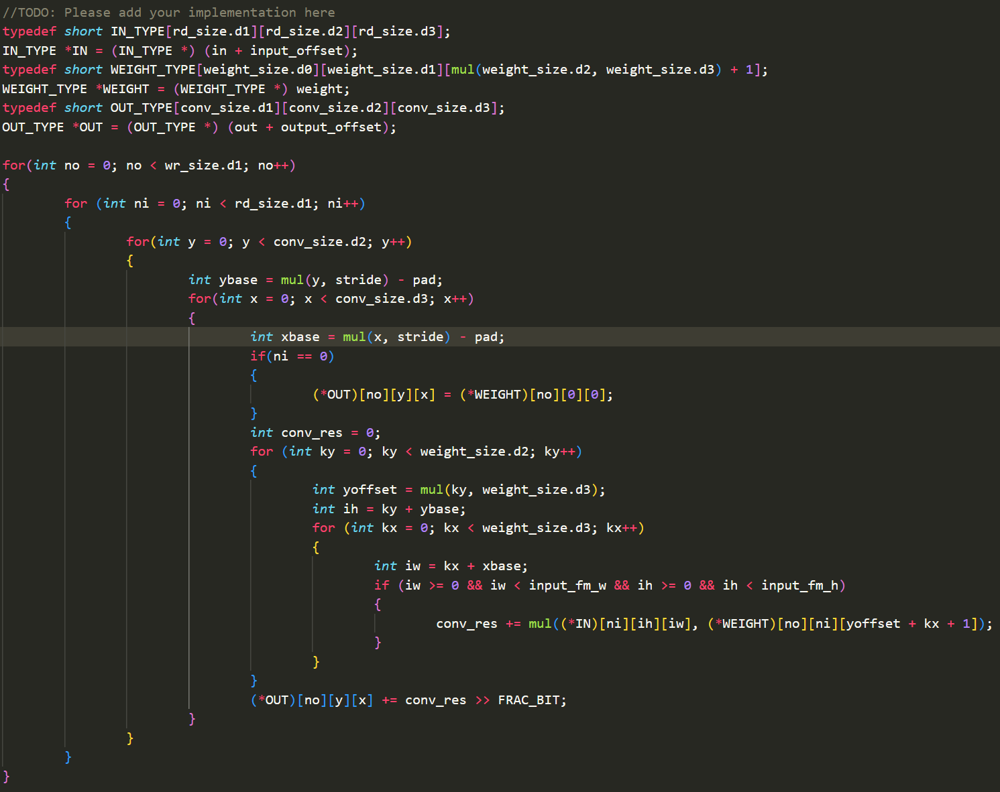 //TODO: Please add your implementation here
typedef short IN_TYPE[rd_size.d1][rd_size.d2][rd_size.d3];
IN_TYPE *IN = (IN_TYPE *) (in + input_offset);
typedef short WEIGHT_TYPE[weight_size.d0][weight_size.d1][mul(weight_size.d2, weight_size.d3) + 1];
WEIGHT_TYPE *WEIGHT = (WEIGHT_TYPE *) weight;
typedef short OUT_TYPE[conv_size.d1][conv_size.d2][conv_size.d3];
OUT_TYPE *OUT = (OUT_TYPE *) (out + output_offset);

for(int no = 0; no < wr_size.d1; no++)
{
        for (int ni = 0; ni < rd_size.d1; ni++)
        {
                for(int y = 0; y < conv_size.d2; y++)
                {
                        int ybase = mul(y, stride) - pad;
                        for(int x = 0; x < conv_size.d3; x++)
                        {
                                int xbase = mul(x, stride) - pad;
                                if(ni == 0)
                                {
                                        (*OUT)[no][y][x] = (*WEIGHT)[no][0][0];
                                }
                                int conv_res = 0;
                                for (int ky = 0; ky < weight_size.d2; ky++)
                                {
                                        int yoffset = mul(ky, weight_size.d3);
                                        int ih = ky + ybase;
                                        for (int kx = 0; kx < weight_size.d3; kx++)
                                        {
                                                int iw = kx + xbase;
                                                if (iw >= 0 && iw < input_fm_w && ih >= 0 && ih < input_fm_h)
                                                {
                                                        conv_res += mul((*IN)[ni][ih][iw], (*WEIGHT)[no][ni][yoffset + kx + 1]);
                                                }
                                        }
                                }
                                (*OUT)[no][y][x] += conv_res >> FRAC_BIT;
                        }
                }
        }
}